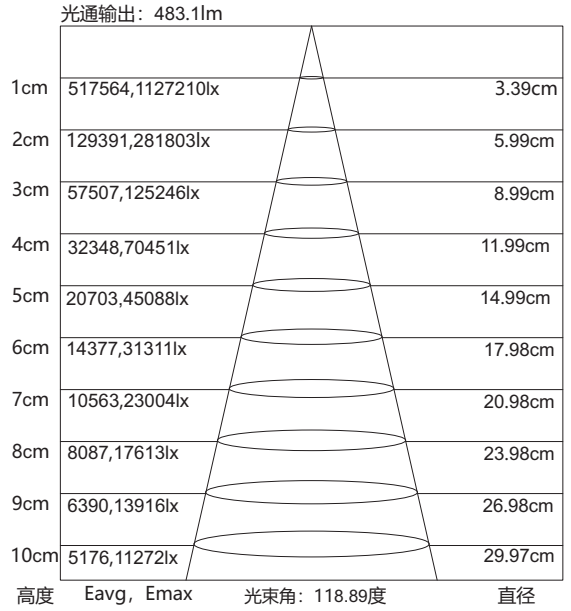 光通输出：483.1lm
1cm 517564,1127210lx 3.39cm
2cm 129391,281803lx 5.99cm
3cm 57507,125246lx 8.99cm
4cm 32348,70451lx 11.99cm
5cm 20703,45088lx 14.99cm
6cm 14377,31311lx 17.98cm
7cm 10563,23004lx 20.98cm
8cm 8087,17613lx 23.98cm
9cm 6390,13916lx 26.98cm
10cm 5176,11272lx 29.97cm
高度 Eavg，Emax 光束角：118.89度 直径